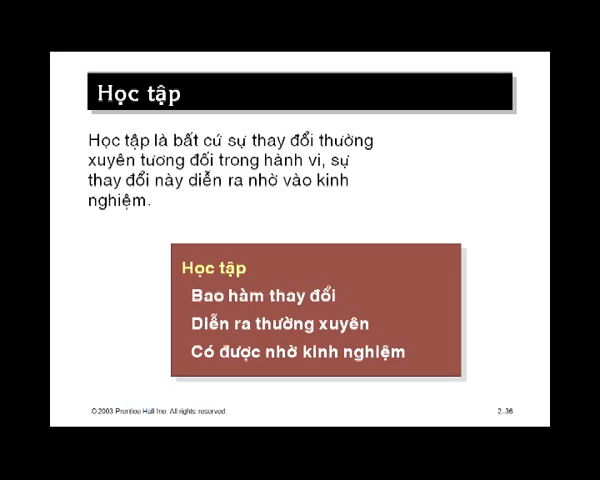 Học tập
Học tập là bất cứ sự thay đổi thường
xuyên tương đối trong hành vi, sự
thay đổi này diễn ra nhờ vào kinh
nghiệm.
Học tập
Bao hàm thay đổi
Diễn ra thường xuyên
Có được nhờ kinh nghiệm
© 2003 Prentice Hall Inc. All rights reserved.
2–36